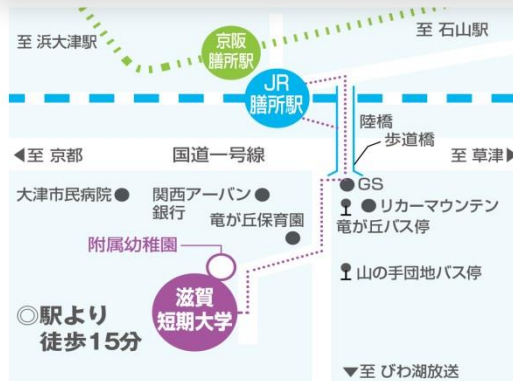 至 浜大津駅
京阪
膳所駅
至 石山駅
JR
膳所駅
陸橋
歩道橋
◀至 京都
国道一号線
至 草津▶
大津市民病院
関西アーバン
銀行
竜が丘保育園
GS
リカーマウンテン
竜が丘バス停
附属幼稚園
山の手団地バス停
滋賀
短期大学
◎駅より
徒歩15分
▼至 びわ湖放送